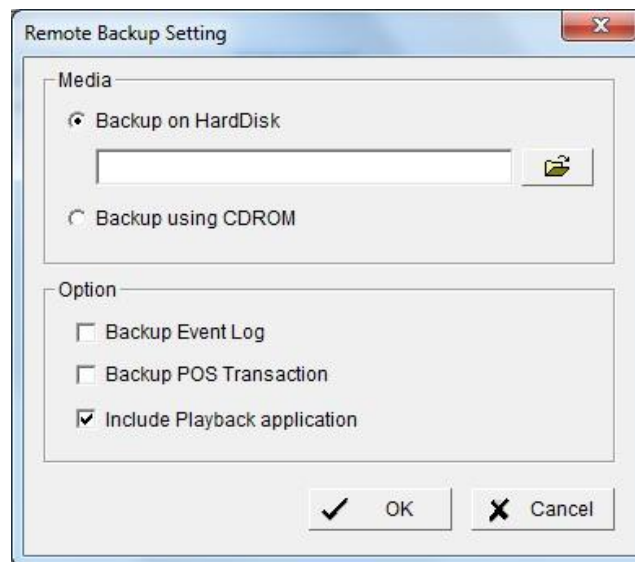 Remote Backup Setting
Media
Backup on HardDisk
Backup using CDROM
Option
Backup Event Log
Backup POS Transaction
Include Playback application
OK
Cancel